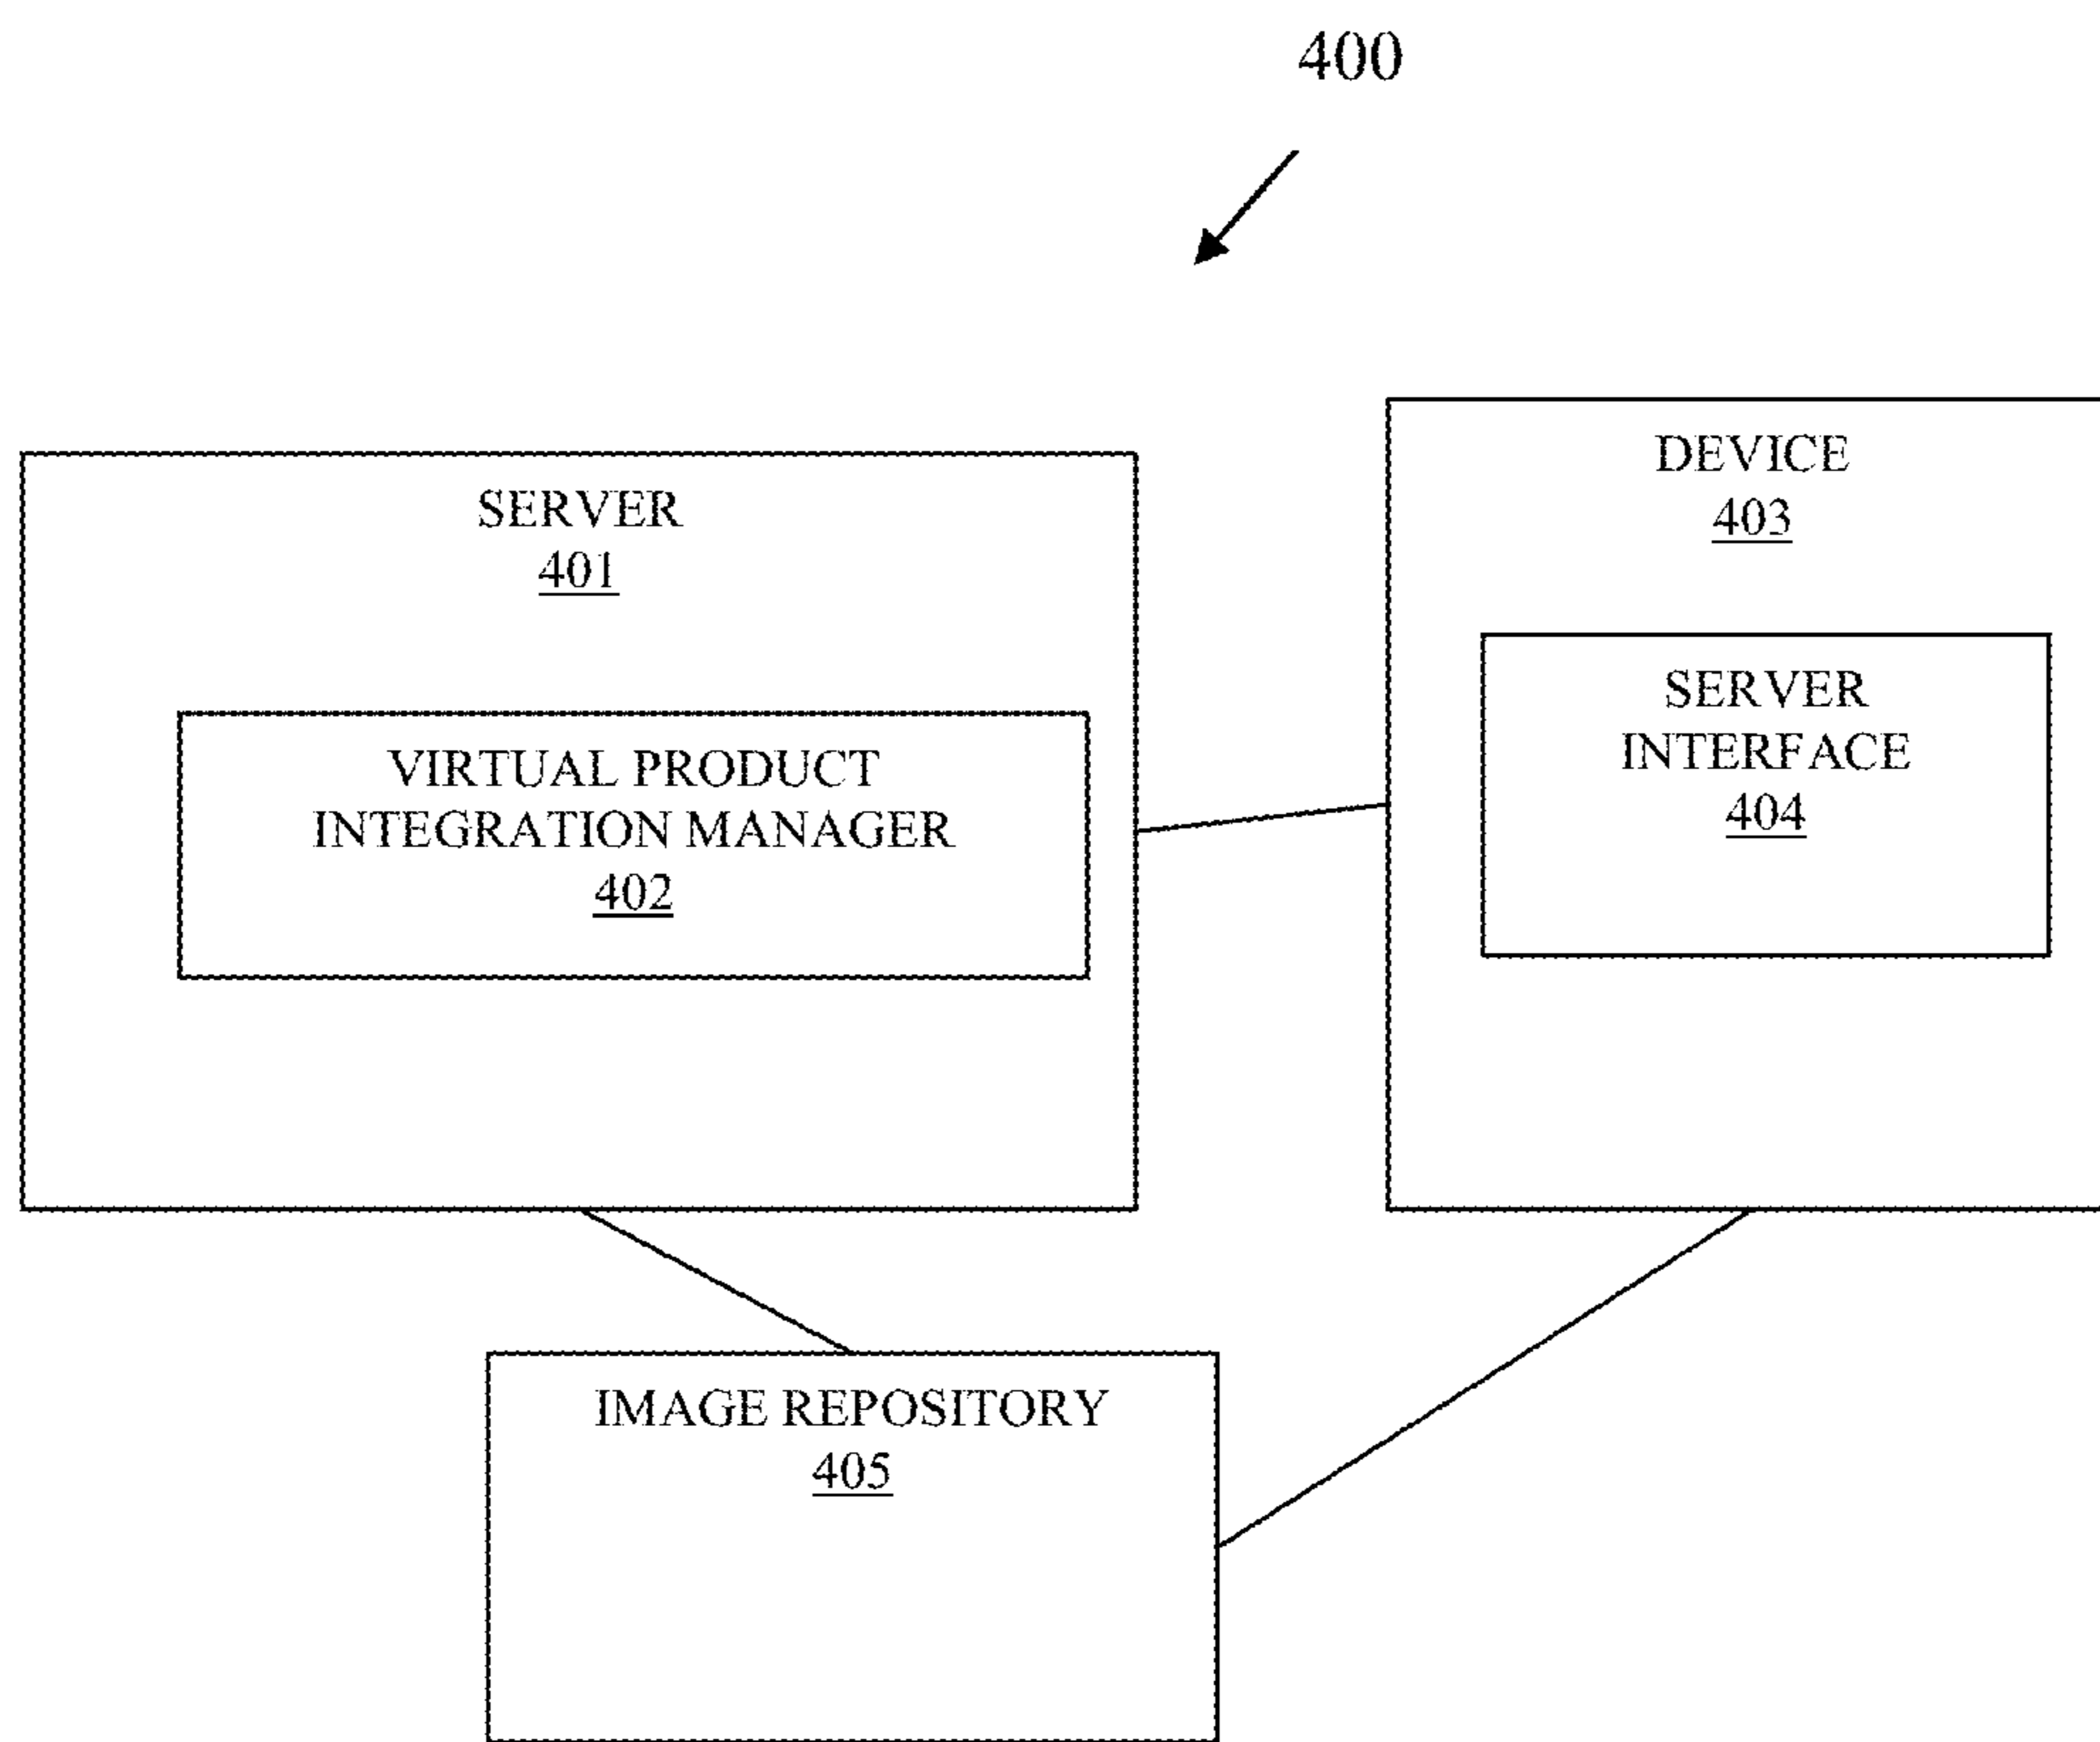 400
SERVER
401
VIRTUAL PRODUCT
INTEGRATION MANAGER
402
DEVICE
403
SERVER
INTERFACE
404
IMAGE REPOSITORY
405